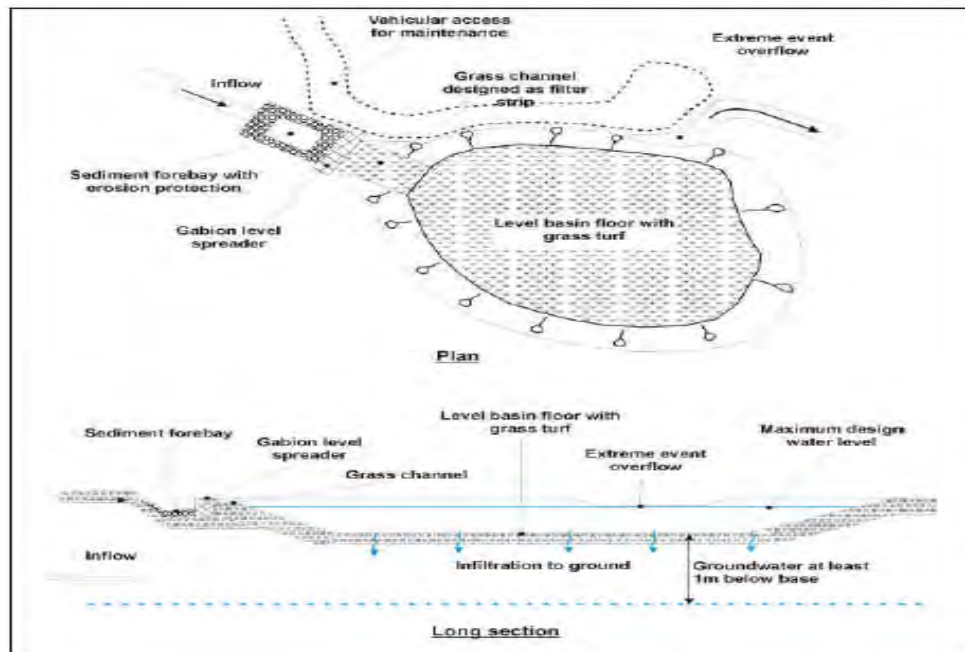 Vehicular access
for maintenance
Extreme event
overflow
Inflow
Grass channel
designed as filter
strip
Sediment forebay with
erosion protection
Gabion level
spreader
Level basin floor with
grass turf
Plan
Level basin floor with
grass turf
Sediment forebay
Gabion level
spreader
Maximum design
water level
Extreme event
overflow
Grass channel
Inflow
Infiltration to ground
Groundwater at least
1m below base
Long section